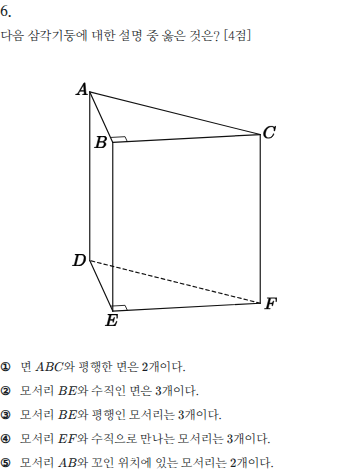 6.
다음 삼각기둥에 대한 설명 중 옳은 것은? [4점]
A
B
C
D
E
F
① 면 ABC와 평행한 면은 2개이다.
② 모서리 BE와 수직인 면은 3개이다.
③ 모서리 BE와 평행인 모서리는 3개이다.
④ 모서리 EF와 수직으로 만나는 모서리는 3개이다.
⑤ 모서리 AB와 꼬인 위치에 있는 모서리는 2개이다.